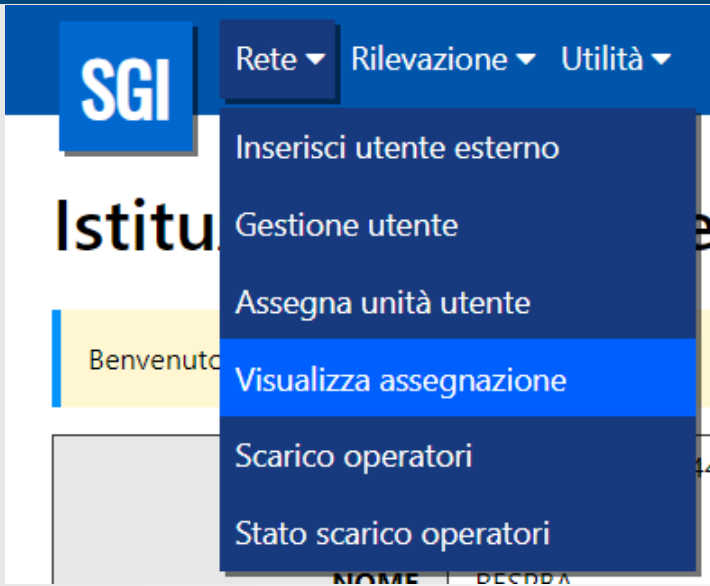 SGI
Rete Rilevazione Utilità
Inserisci utente esterno
Gestione utente
Assegna unità utente
Visualizza assegnazione
Scarico operatori
Stato scarico operatori
Istitu
Benvenuto
NOME